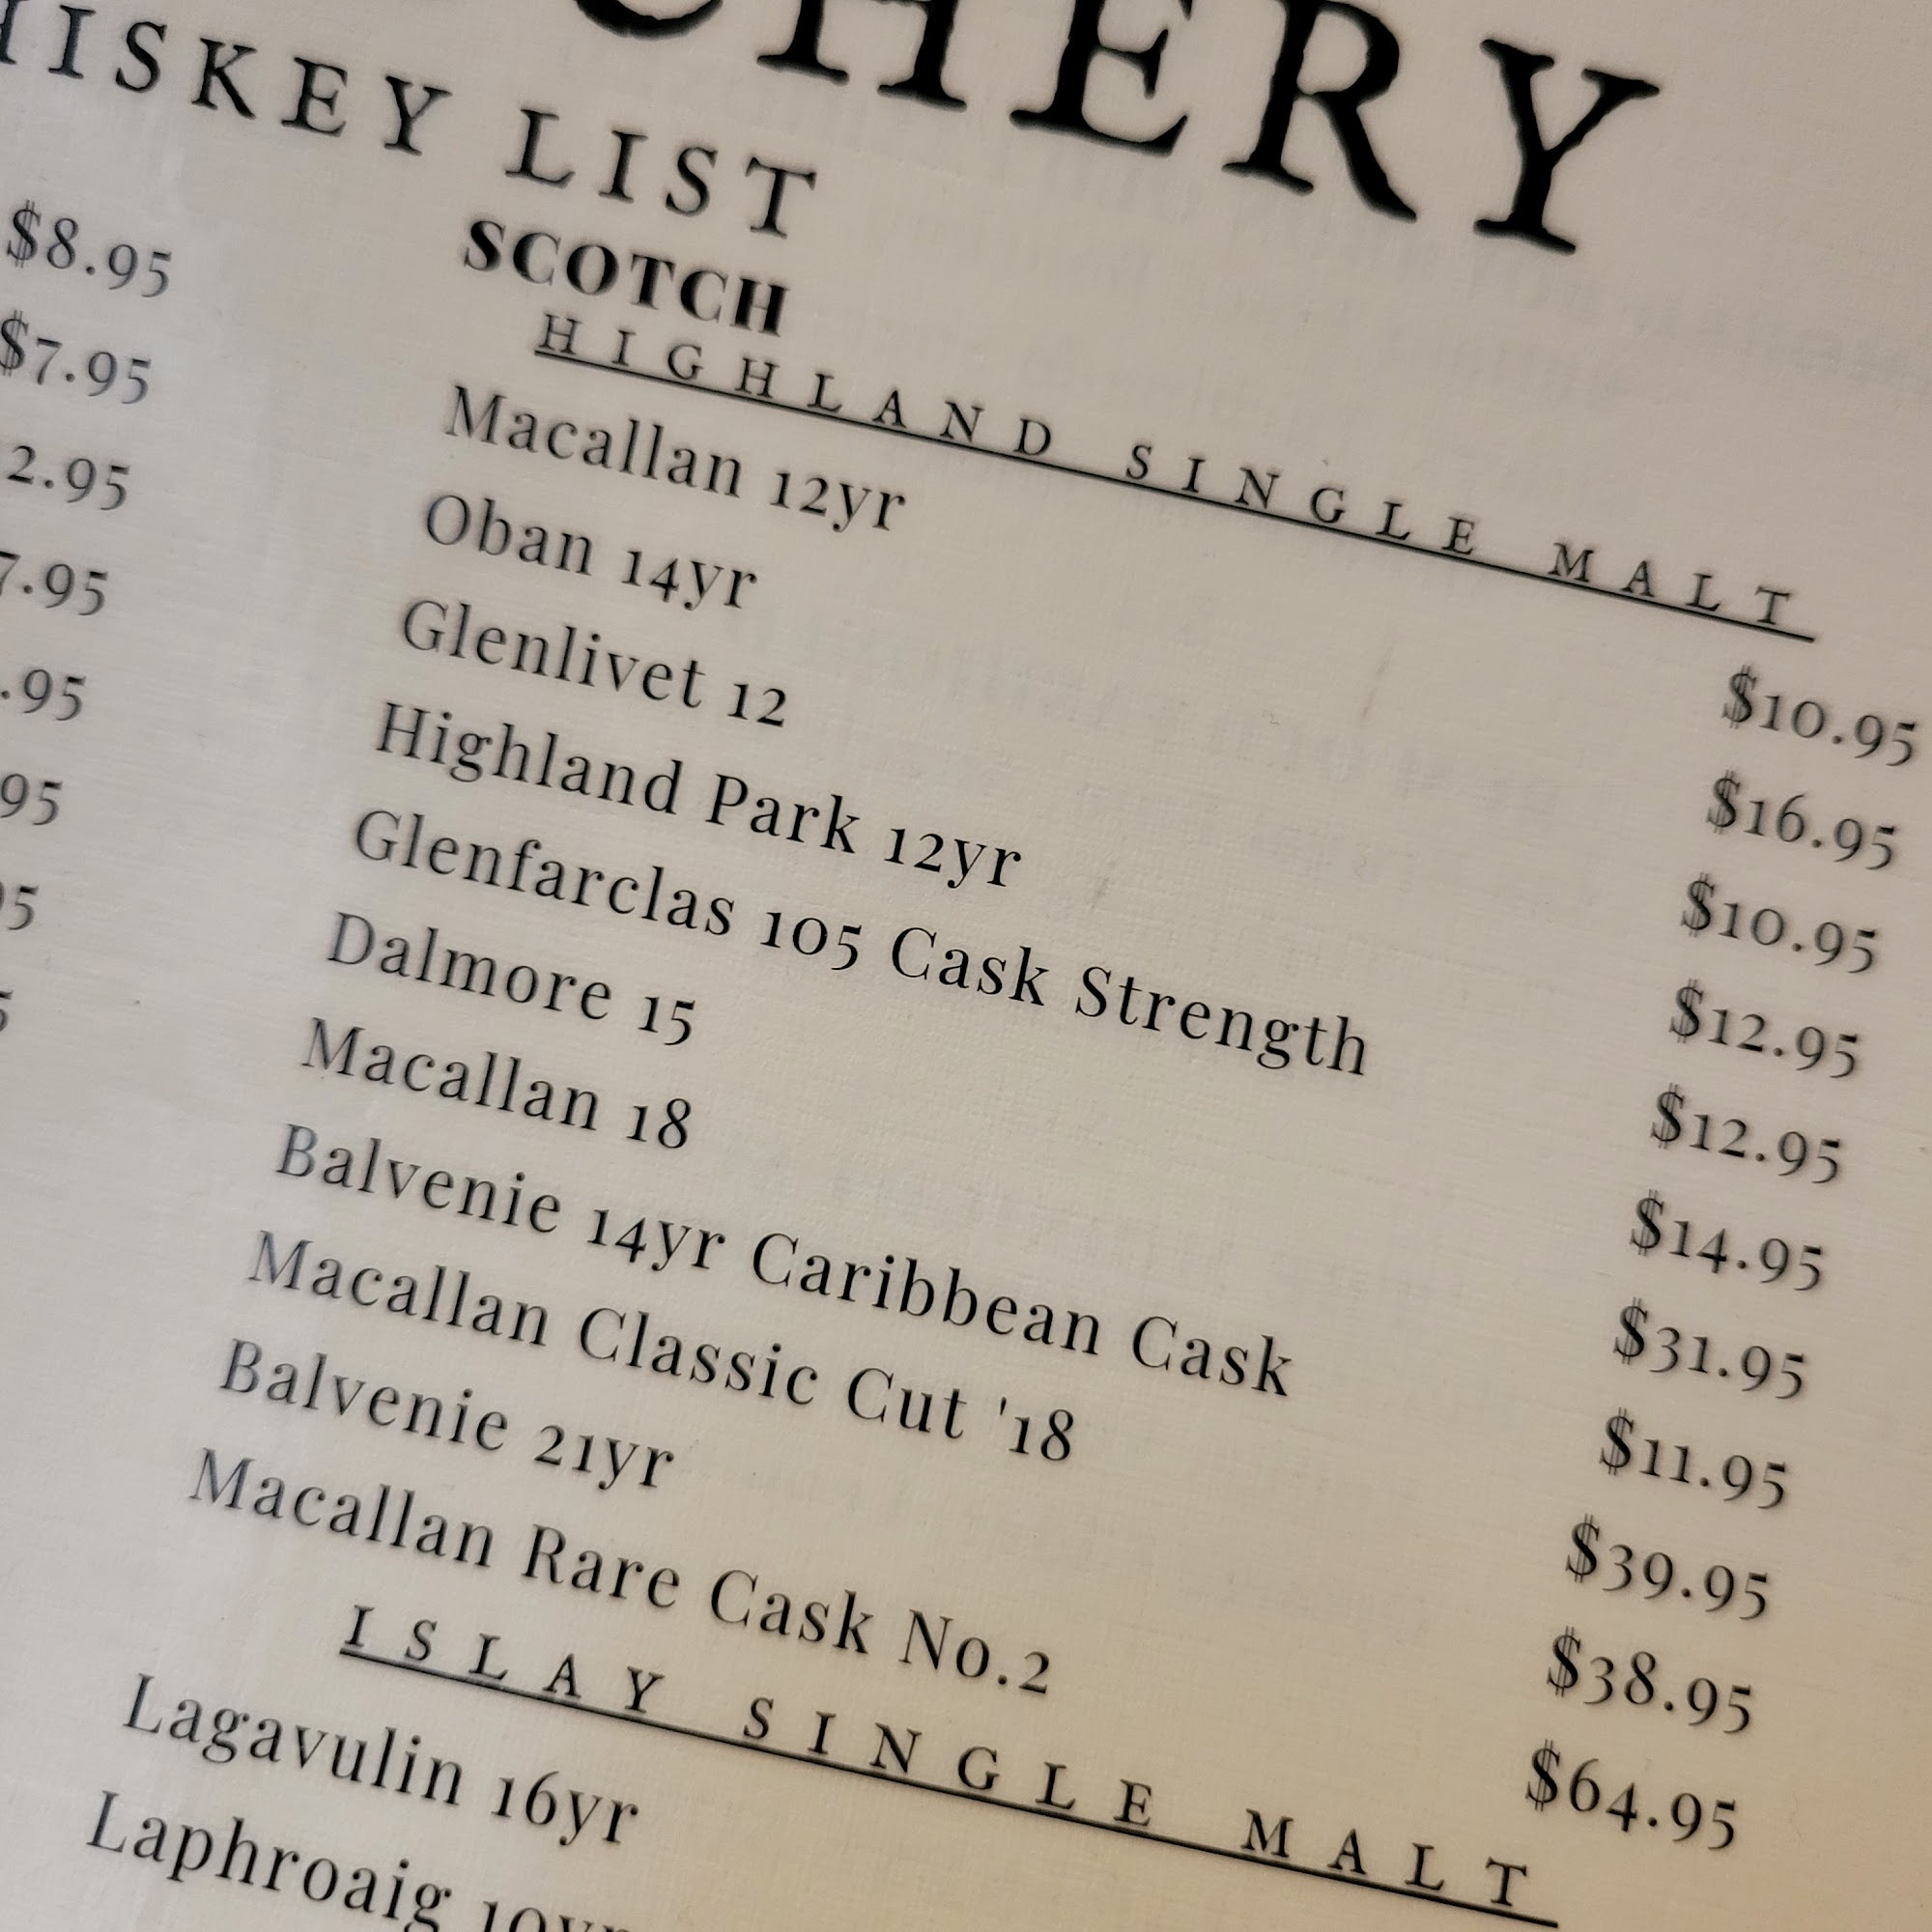 CHERY
HISKEY LIST
$8.95
$7.95
2.95
7.95
.95
95
95
5
SCOTCH
HIGHLAND SINGLE MALT
Macallan 12yr $10.95
Oban 14yr $16.95
Glenlivet 12 $10.95
Highland Park 12yr $12.95
Glenfarclas 105 Cask Strength $12.95
Dalmore 15 $14.95
Macallan 18 $31.95
Balvenie 14yr Caribbean Cask $11.95
Macallan Classic Cut '18 $39.95
Balvenie 21yr $38.95
Macallan Rare Cask No.2 $64.95
ISLAY SINGLE MALT
Lagavulin 16yr
Laphroaig 10yr